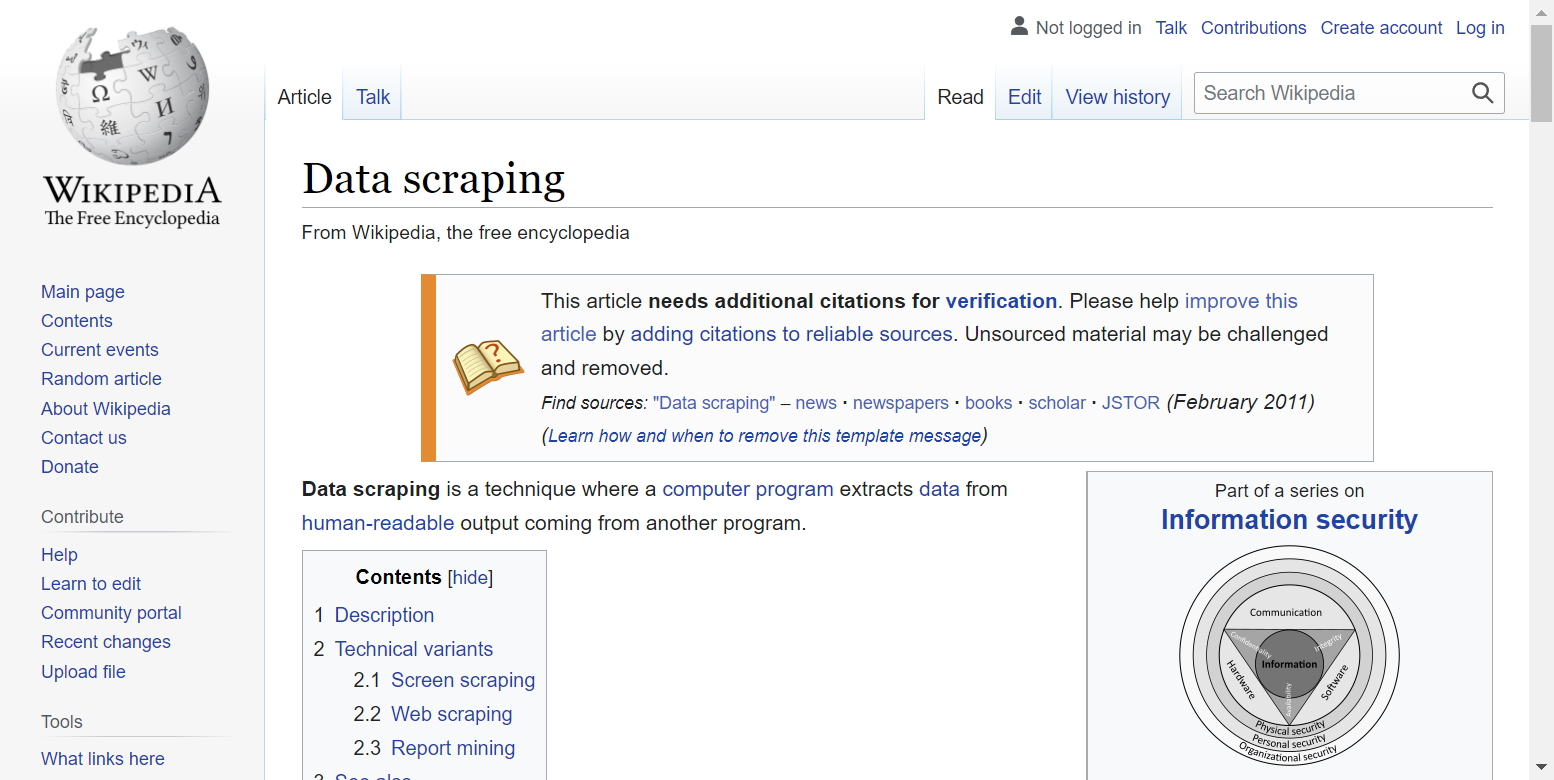 Not logged in Talk Contributions Create account Log in
Article Talk Read Edit View history Search Wikipedia
WIKIPEDIA
The Free Encyclopedia
Main page
Contents
Current events
Random article
About Wikipedia
Contact us
Donate
Contribute
Help
Learn to edit
Community portal
Recent changes
Upload file
Tools
What links here
Data scraping
From Wikipedia, the free encyclopedia
This article needs additional citations for verification. Please help improve this
article by adding citations to reliable sources. Unsourced material may be challenged
and removed.
Find sources: "Data scraping" – news · newspapers · books · scholar · JSTOR (February 2011)
(Learn how and when to remove this template message)
Data scraping is a technique where a computer program extracts data from
human-readable output coming from another program.
Contents [hide]
1 Description
2 Technical variants
2.1 Screen scraping
2.2 Web scraping
2.3 Report mining
3 See also
Part of a series on
Information security
Communication
Confidentiality
Integrity
Information
Hardware
Software
Availability
Physical security
Personal security
Organizational security